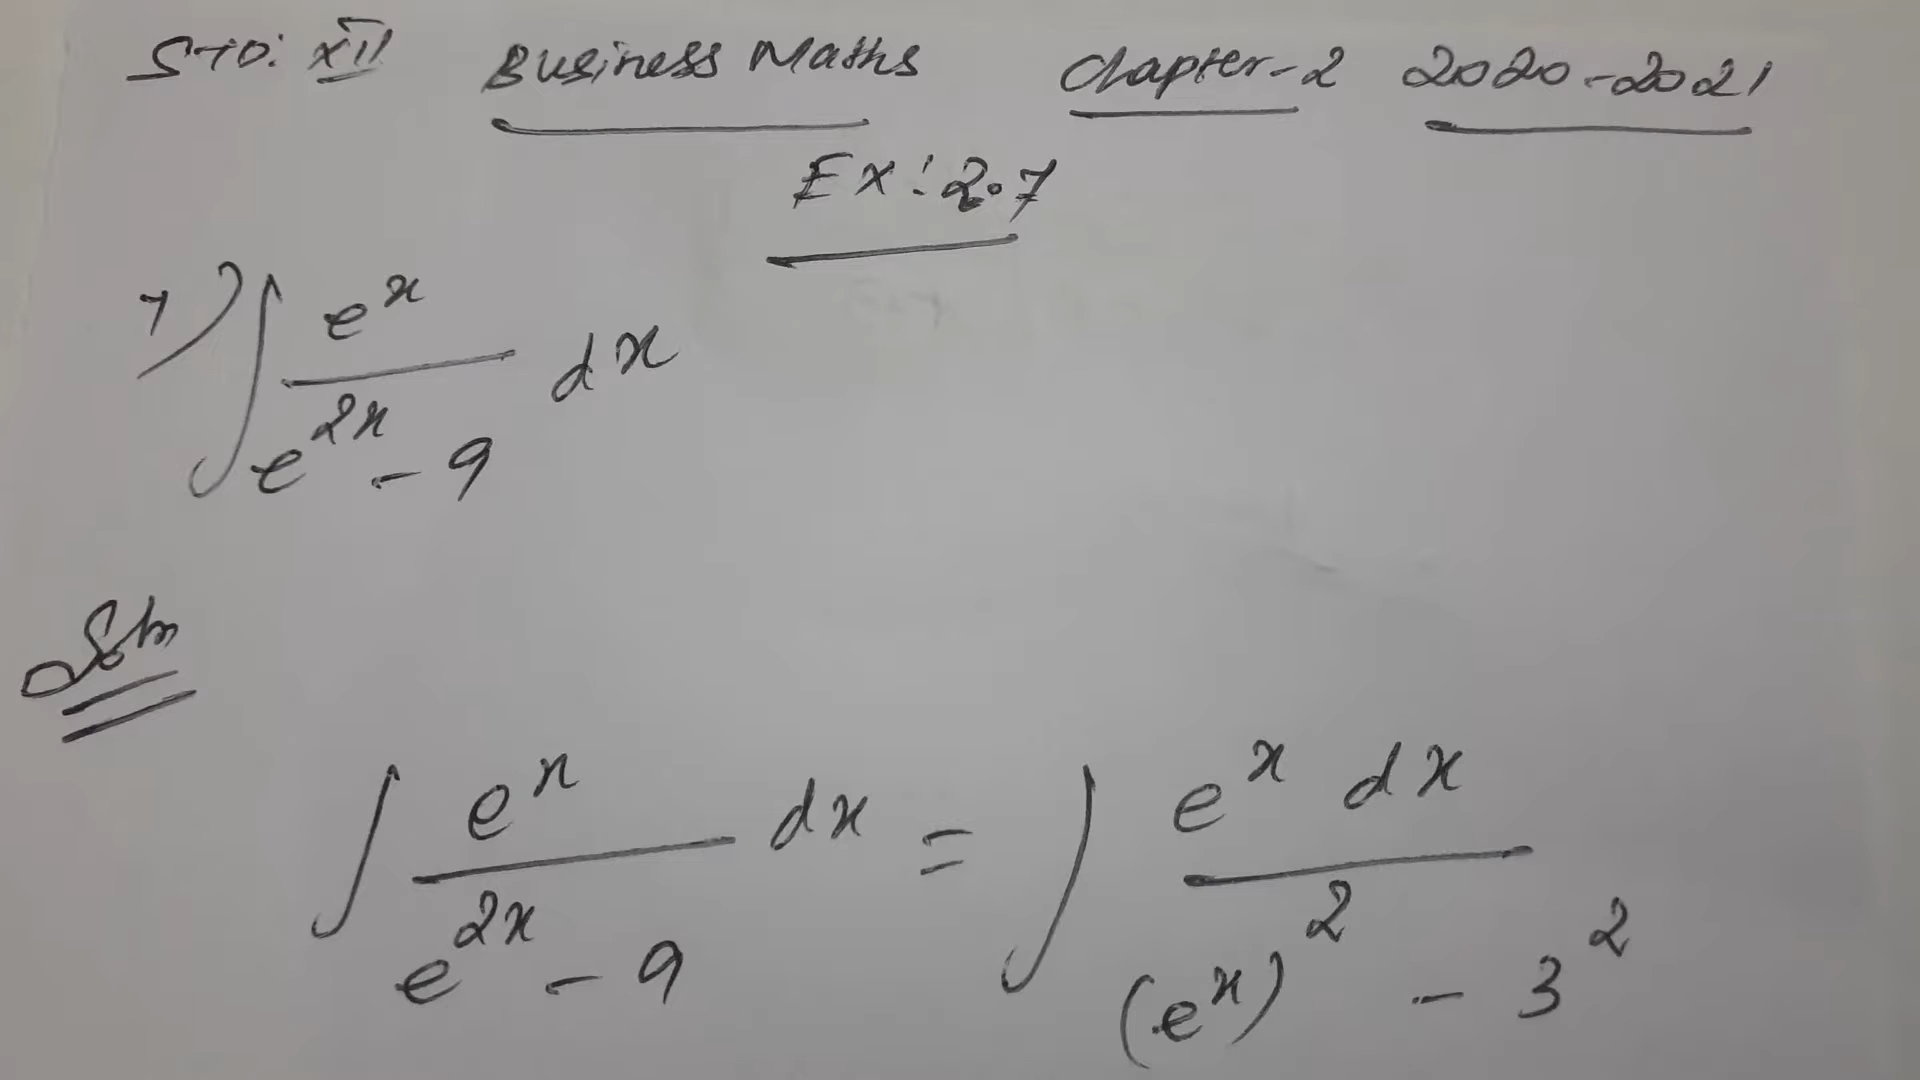 STD: XII Business Maths Chapter-2 2020-2021
Ex: 2.7
7) ∫ e^x / (e^{2x} - 9) dx
Soln
∫ e^x / (e^{2x} - 9) dx = ∫ e^x dx / ((e^x)^2 - 3^2)